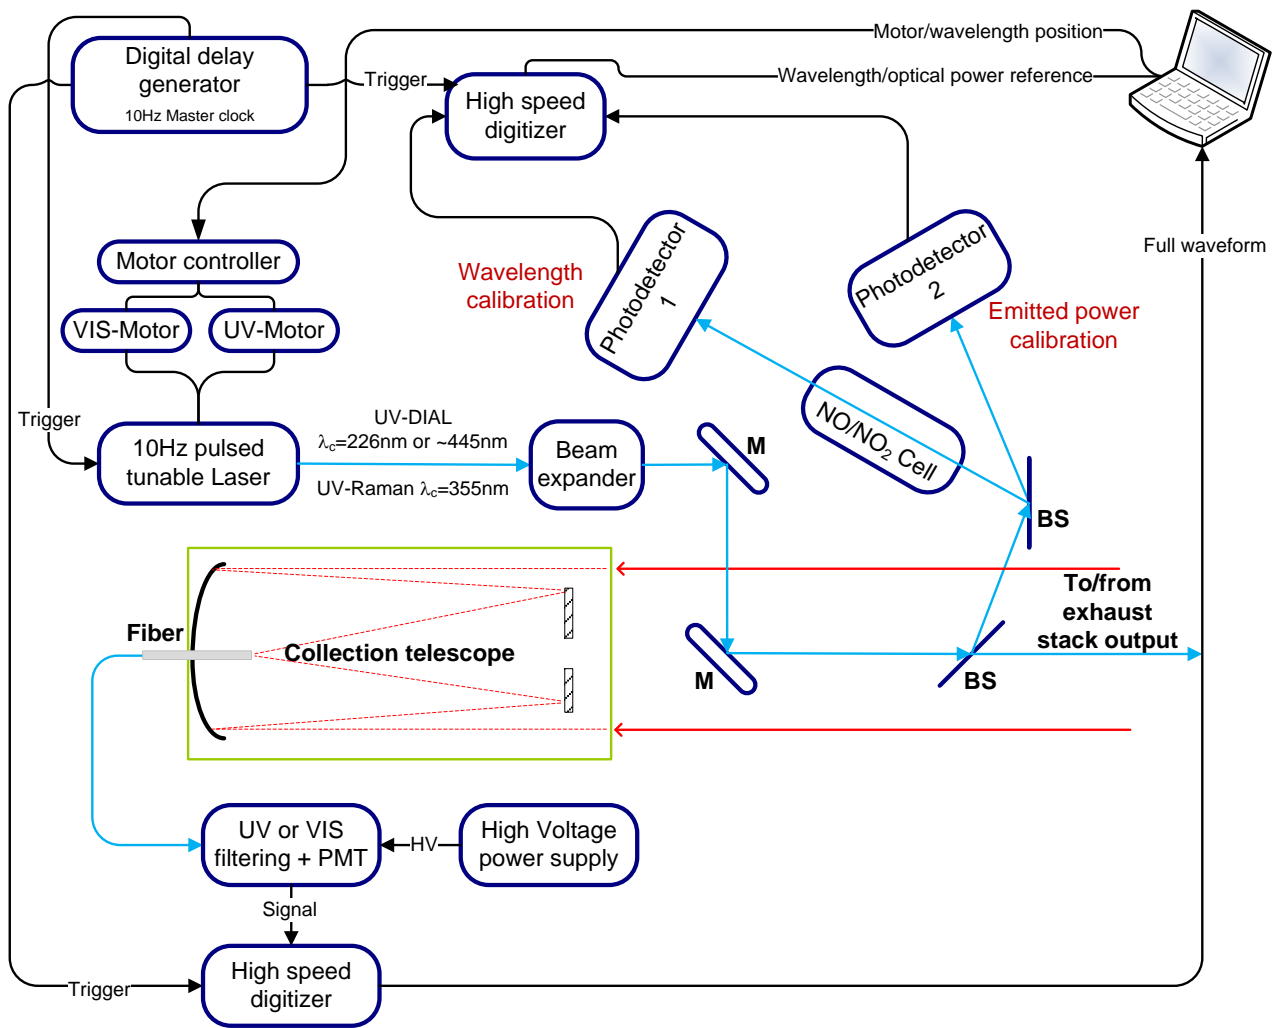 Motor/wavelength position
Digital delay
generator
10Hz Master clock
Trigger
Wavelength/optical power reference
High speed
digitizer
Full waveform
Motor controller
Wavelength
calibration
Photodetector
1
Photodetector
2
Emitted power
calibration
VIS-Motor
UV-Motor
Trigger
10Hz pulsed
tunable Laser
UV-DIAL
λc=226nm or ~445nm
UV-Raman λc=355nm
Beam
expander
M
NO/NO₂ Cell
BS
To/from
exhaust
stack output
Fiber
Collection telescope
M
BS
UV or VIS
filtering + PMT
HV
High Voltage
power supply
Signal
High speed
digitizer
Trigger